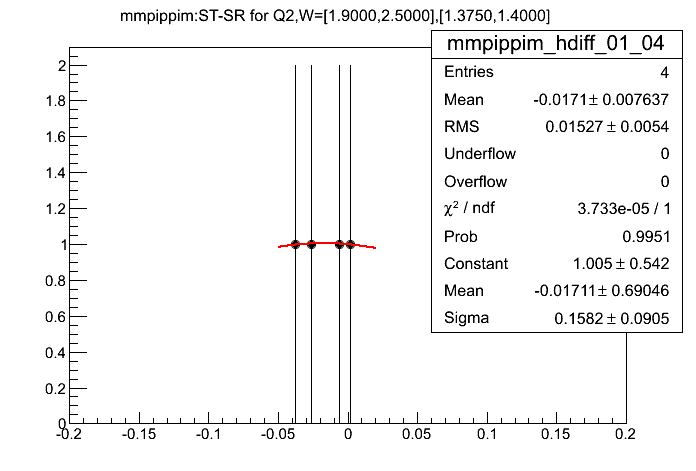 mmpippim:ST-SR for Q2,W=[1.9000,2.5000],[1.3750,1.4000]
mmpippim_hdiff_01_04
Entries 4
Mean -0.0171± 0.007637
RMS 0.01527 ± 0.0054
Underflow 0
Overflow 0
χ² / ndf 3.733e-05 / 1
Prob 0.9951
Constant 1.005 ± 0.542
Mean -0.01711± 0.69046
Sigma 0.1582 ± 0.0905
2
1.8
1.6
1.4
1.2
1
0.8
0.6
0.4
0.2
0
-0.2 -0.15 -0.1 -0.05 0 0.05 0.1 0.15 0.2